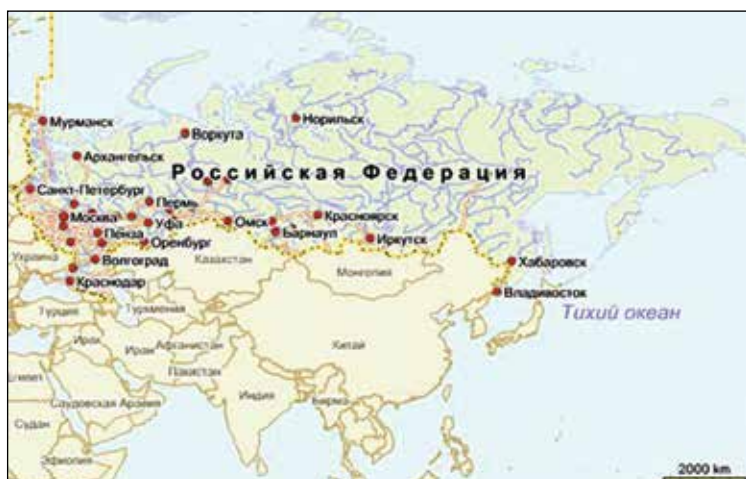 Мурманск
Норильск
Воркута
Архангельск
Российская Федерация
Санкт-Петербург
Пермь
Москва
Уфа
Омск
Красноярск
Пенза
Барнаул
Иркутск
Оренбург
Украина
Волгоград
Казахстан
Хабаровск
Монголия
Краснодар
Владивосток
Тихий океан
Турция
Туркмения
Ирак
Иран
Афганистан
Китай
Пакистан
Египет
Индия
Бирма
Саудовская Аравия
Судан
Эфиопия
2000 km